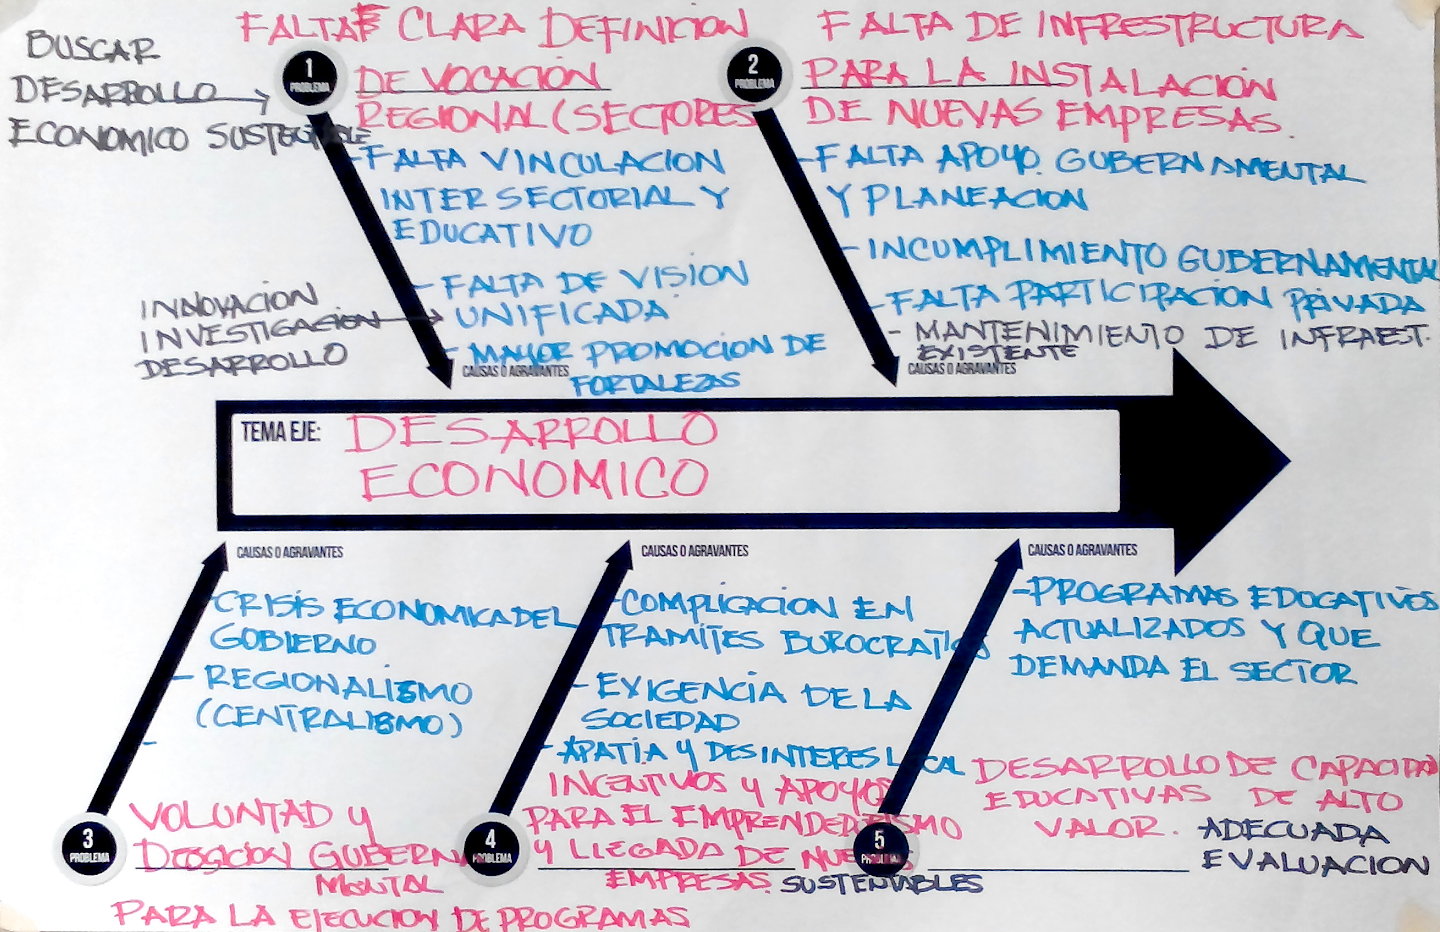 BUSCAR
DESARROLLO
ECONOMICO SUSTENTABLE
FALTA CLARA DEFINICION
1
PROBLEMA
DE VOCACIÓN
REGIONAL (SECTORES
-FALTA VINCULACION
INTERSECTORIAL Y
EDUCATIVO
- FALTA DE VISION
UNIFICADA
- MAYOR PROMOCION DE
FORTALEZAS
CAUSAS O AGRAVANTES
INNOVACION
INVESTIGACION
DESARROLLO
FALTA DE INFRESTRUCTURA
2
PROBLEMA
PARA LA INSTALACIÓN
DE NUEVAS EMPRESAS.
-FALTA APOYO GUBERNAMENTAL
Y PLANEACION
-INCUMPLIMIENTO GUBERNAMENTAL
-FALTA PARTICIPACION PRIVADA
- MANTENIMIENTO DE INFRAEST.
EXISTENTE
CAUSAS O AGRAVANTES
TEMA EJE: DESARROLLO
ECONOMICO
CAUSAS O AGRAVANTES
-CRISIS ECONOMICA DEL
GOBIERNO
- REGIONALISMO
(CENTRALISMO)
-
3
PROBLEMA
VOLUNTAD Y
DECISION GUBERNA
MENTAL
PARA LA EJECUCION DE PROGRAMAS
CAUSAS O AGRAVANTES
-COMPLICACION EN
TRAMITES BUROCRATICOS
- EXIGENCIA DE LA
SOCIEDAD
- APATIA Y DESINTERES LOCAL
4
PROBLEMA
INCENTIVOS Y APOYOS
PARA EL EMPRENDEDURISMO
Y LLEGADA DE NUEVAS
EMPRESAS SUSTENTABLES
CAUSAS O AGRAVANTES
-PROGRAMAS EDUCATIVOS
ACTUALIZADOS Y QUE
DEMANDA EL SECTOR
5
PROBLEMA
DESARROLLO DE CAPACIDAD
EDUCATIVAS DE ALTO
VALOR. ADECUADA
EVALUACION